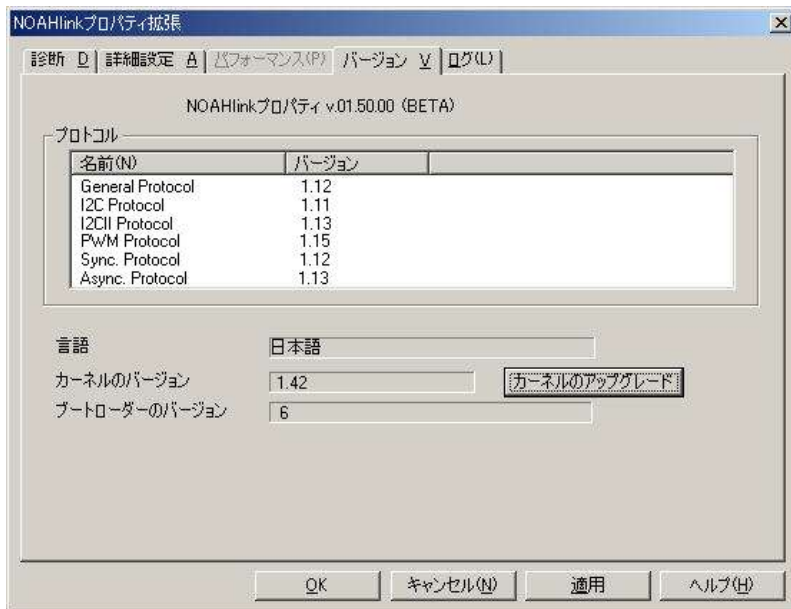 NOAHlinkプロパティ拡張
診断 D 詳細設定 A パフォーマンス(P) バージョン V ログ(L)
NOAHlinkプロパティ v.01.50.00 (BETA)
プロトコル
名前(N) バージョン
General Protocol 1.12
I2C Protocol 1.11
I2CII Protocol 1.13
PWM Protocol 1.15
Sync. Protocol 1.12
Async. Protocol 1.13
言語 日本語
カーネルのバージョン 1.42 カーネルのアップグレード
ブートローダーのバージョン 6
OK キャンセル(N) 適用 ヘルプ(H)